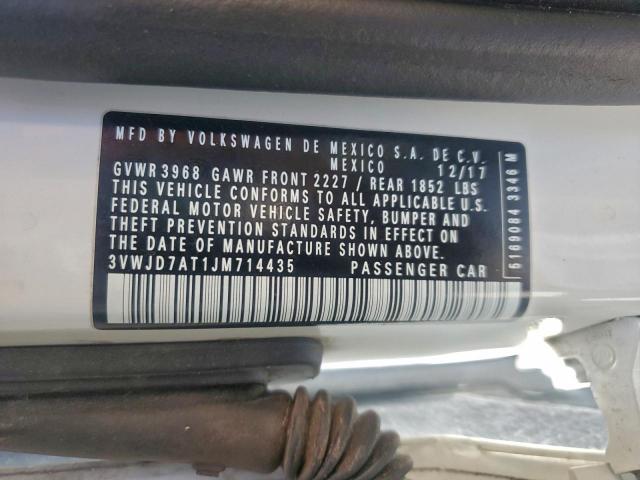 MFD BY VOLKSWAGEN DE MEXICO S.A. DE C.V.
MEXICO 12/17
GVWR 3968 GAWR FRONT 2227 / REAR 1852 LBS
THIS VEHICLE CONFORMS TO ALL APPLICABLE U.S.
FEDERAL MOTOR VEHICLE SAFETY, BUMPER AND
THEFT PREVENTION STANDARDS IN EFFECT ON
THE DATE OF MANUFACTURE SHOWN ABOVE.
3VWJD7AT1JM714435 PASSENGER CAR
5169084 3346 M